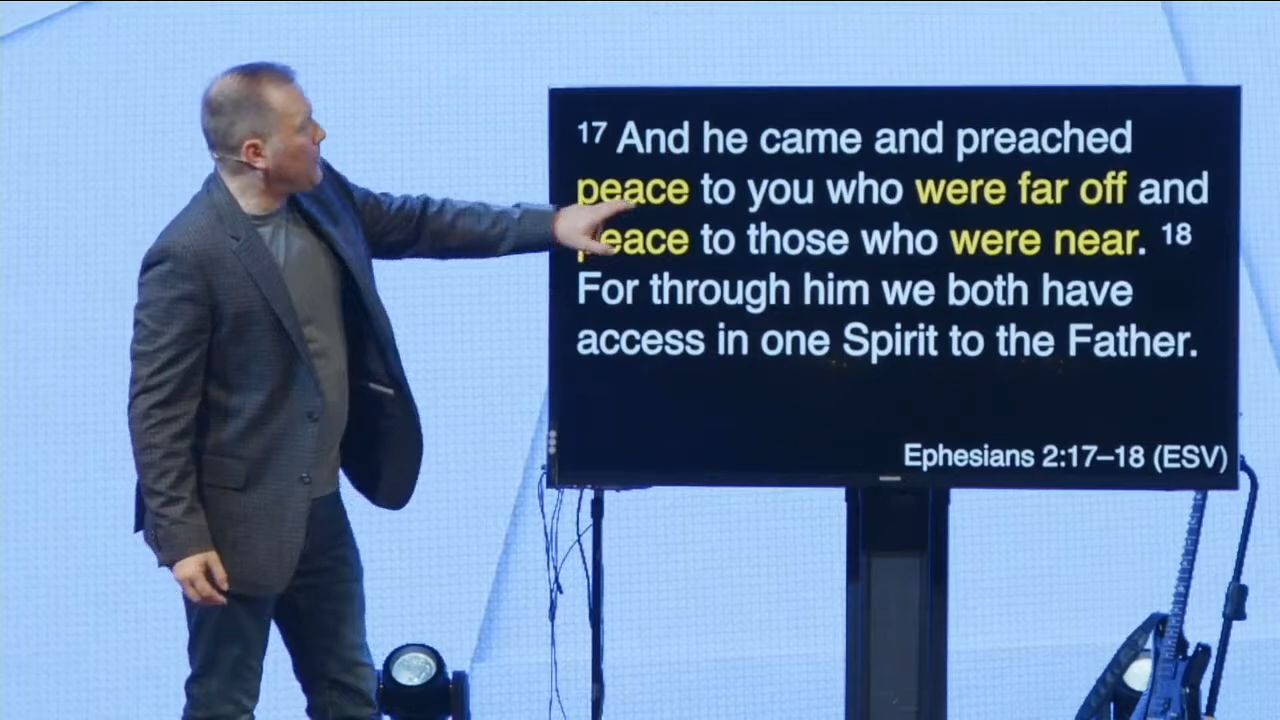 17 And he came and preached
peace to you who were far off and
peace to those who were near. 18
For through him we both have
access in one Spirit to the Father.
Ephesians 2:17–18 (ESV)